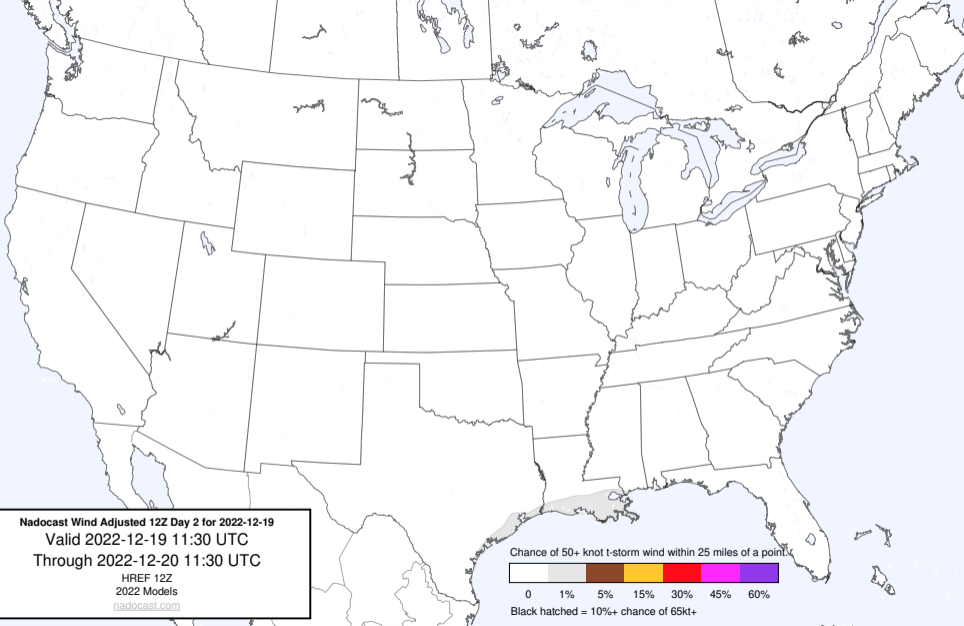 Nadocast Wind Adjusted 12Z Day 2 for 2022-12-19
Valid 2022-12-19 11:30 UTC
Through 2022-12-20 11:30 UTC
HREF 12Z
2022 Models
nadocast.com
Chance of 50+ knot t-storm wind within 25 miles of a point.
0 1% 5% 15% 30% 45% 60%
Black hatched = 10%+ chance of 65kt+